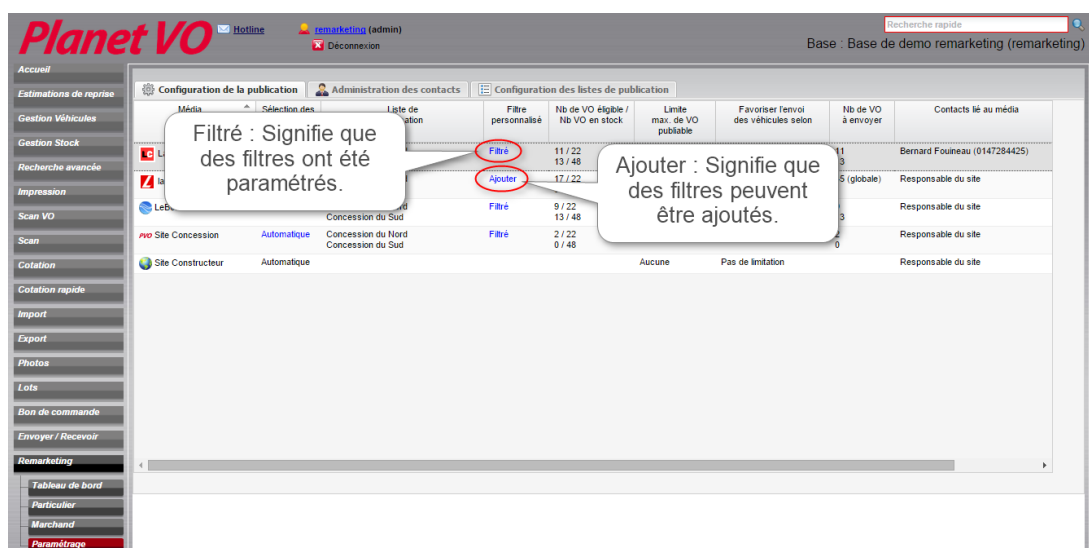 Planet VO
Hotline
remarketing (admin)
Déconnexion
Recherche rapide
Base : Base de demo remarketing (remarketing)
Accueil
Estimations de reprise
Gestion Véhicules
Gestion Stock
Recherche avancée
Impression
Scan VO
Scan
Cotation
Cotation rapide
Import
Export
Photos
Lots
Bon de commande
Envoyer / Recevoir
Remarketing
Tableau de bord
Particulier
Marchand
Paramétrage
Configuration de la publication
Administration des contacts
Configuration des listes de publication
Média
Sélection des
Liste de
Filtre
personnalisé
Nb de VO éligible /
Nb VO en stock
Limite
max. de VO
publiable
Favoriser l'envoi
des véhicules selon
Nb de VO
à envoyer
Contacts lié au média
Filtré
11 / 22
13 / 48
Bernard Fouineau (0147284425)
Ajouter
17 / 22
(globale)
Responsable du site
Concession du Sud
Filtré
9 / 22
13 / 48
Responsable du site
PVO Site Concession
Automatique
Concession du Nord
Concession du Sud
Filtré
2 / 22
0 / 48
0
Responsable du site
Site Constructeur
Automatique
Aucune
Pas de limitation
Responsable du site
Filtré : Signifie que
des filtres ont été
paramétrés.
Ajouter : Signifie que
des filtres peuvent
être ajoutés.